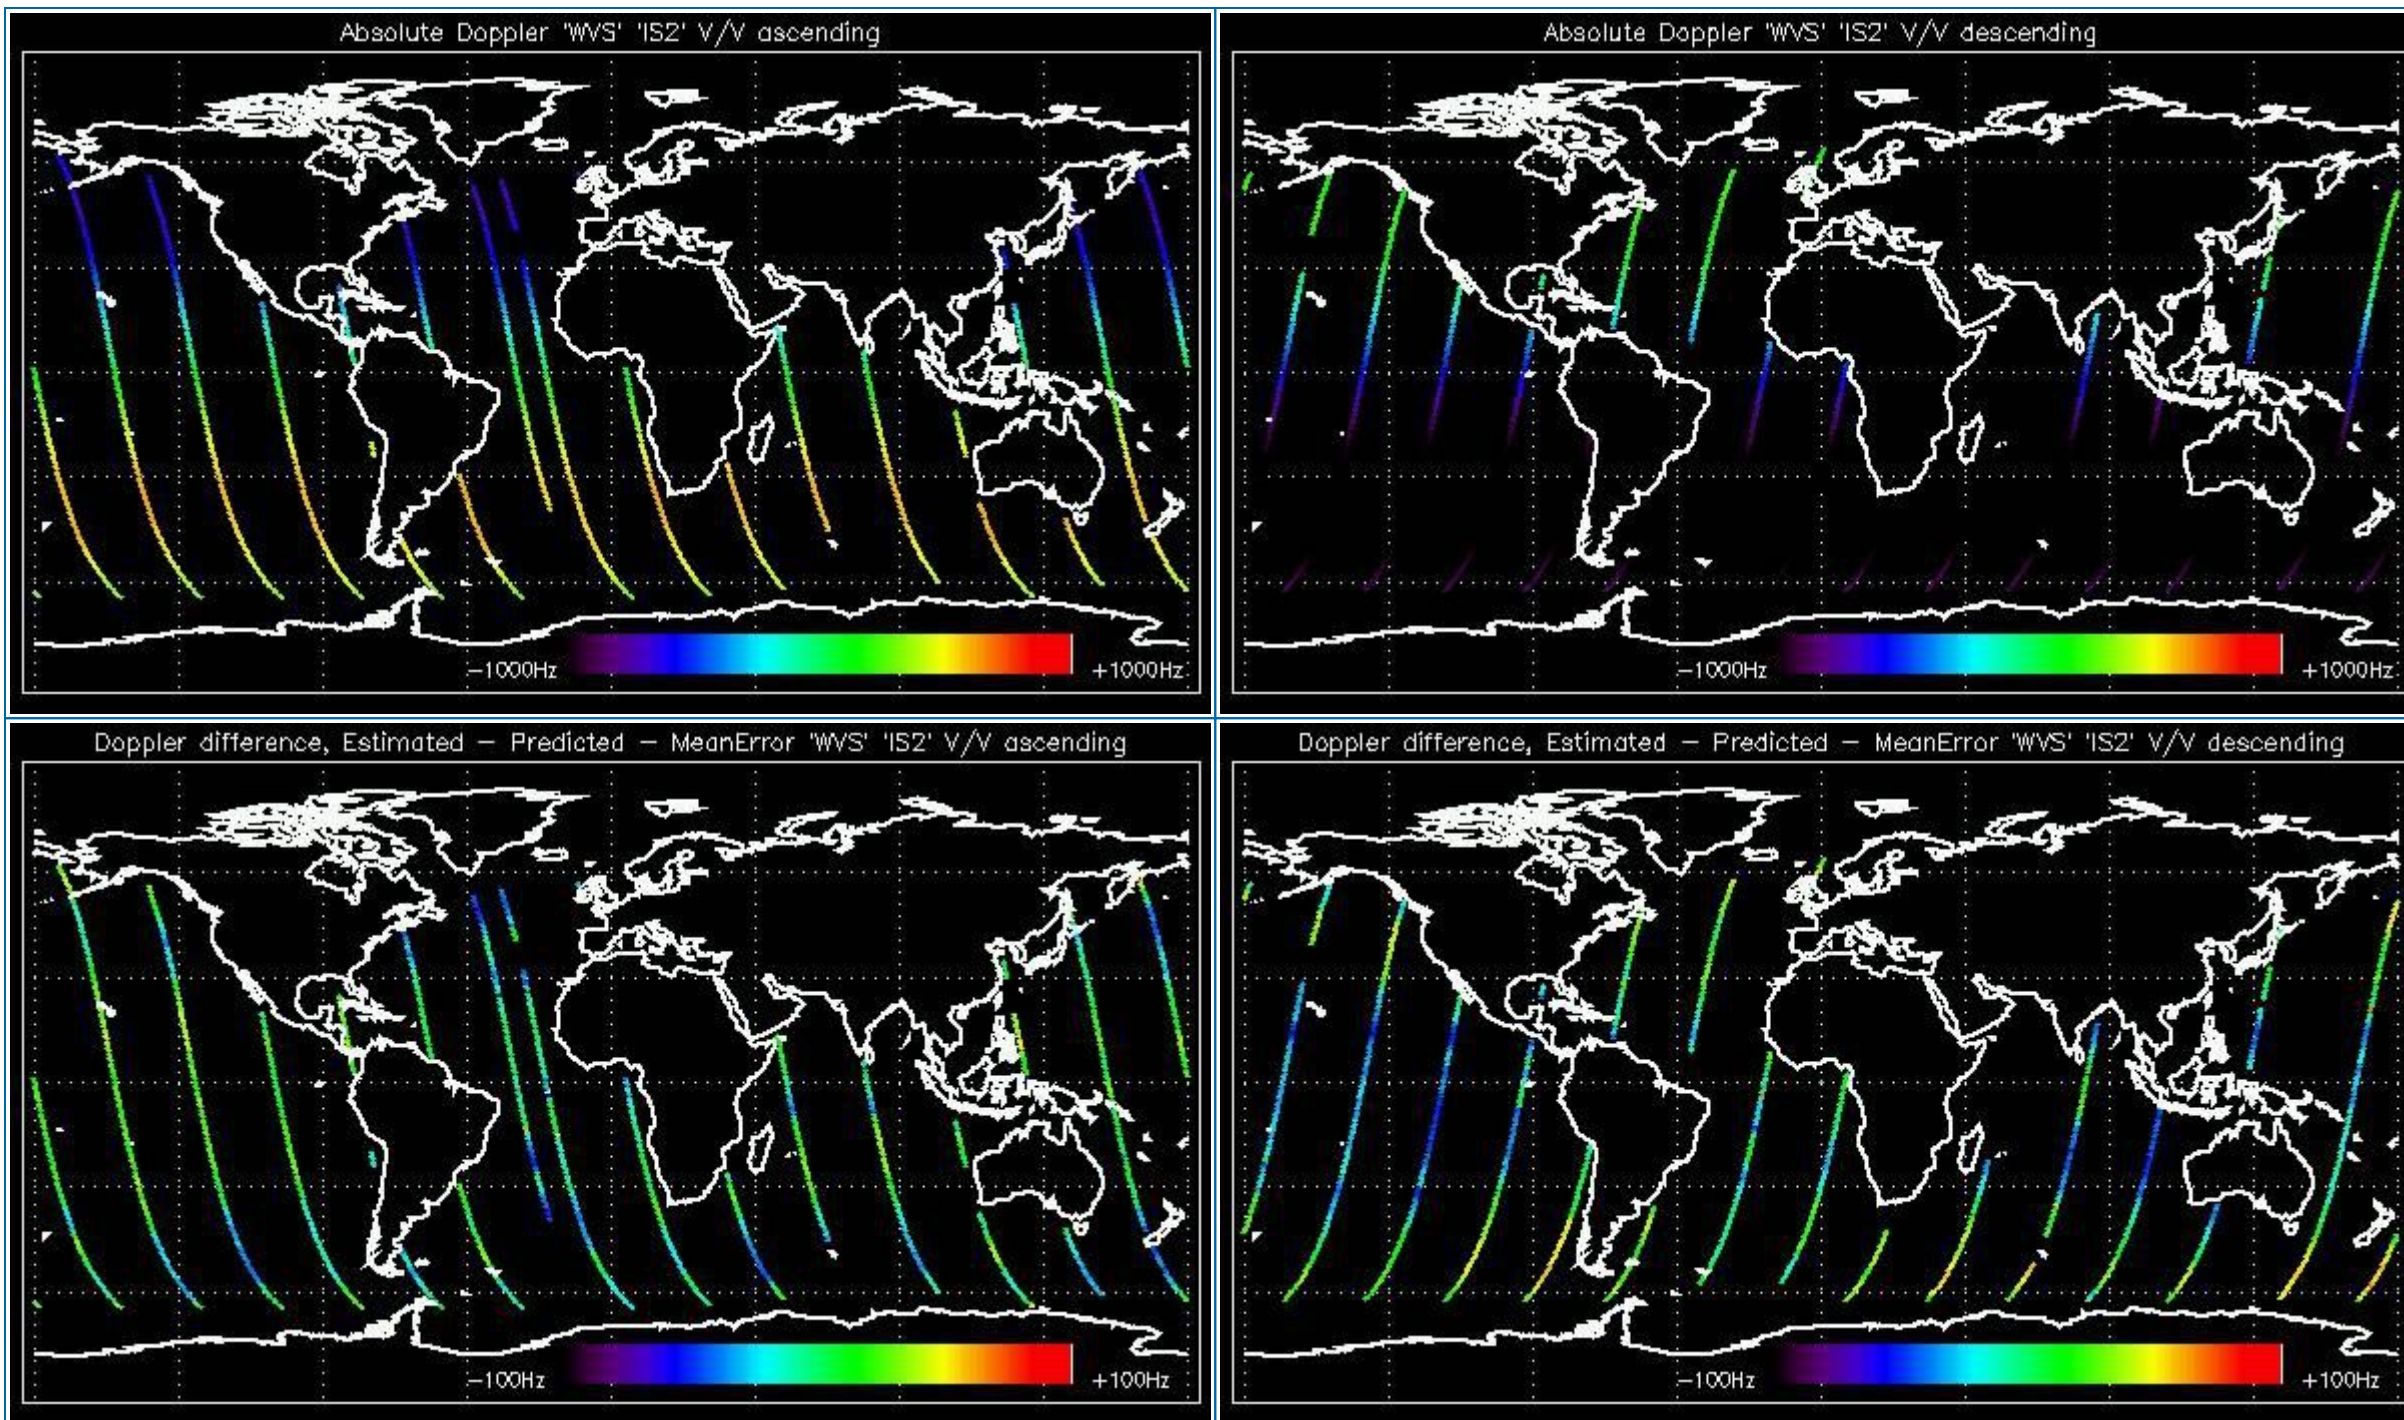 Absolute Doppler 'WVS' 'IS2' V/V ascending
−1000Hz
+1000Hz
Absolute Doppler 'WVS' 'IS2' V/V descending
−1000Hz
+1000Hz
Doppler difference, Estimated − Predicted − MeanError 'WVS' 'IS2' V/V ascending
−100Hz
+100Hz
Doppler difference, Estimated − Predicted − MeanError 'WVS' 'IS2' V/V descending
−100Hz
+100Hz